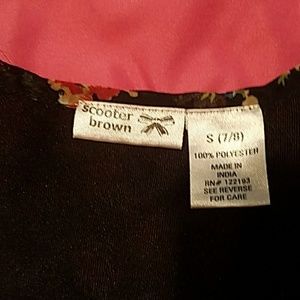 scooter
brown
S (7/8)
100% POLYESTER
MADE IN
INDIA
RN# 122193
SEE REVERSE
FOR CARE